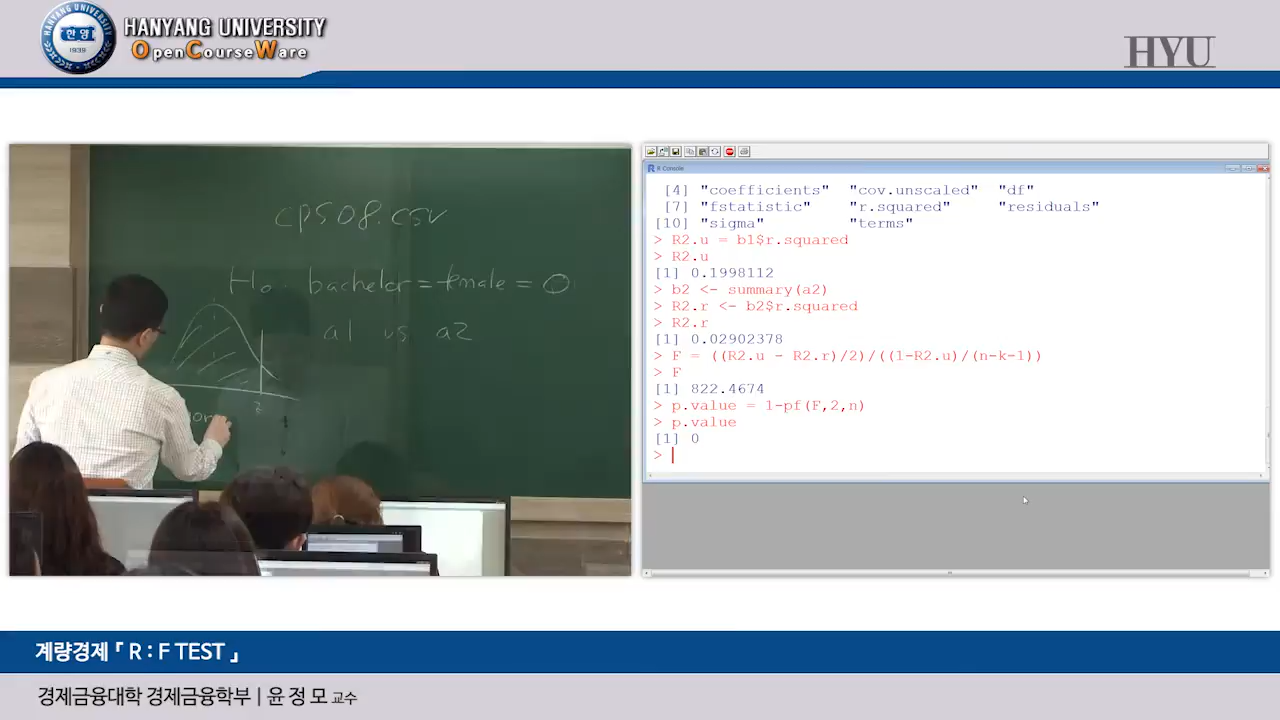 HANYANG UNIVERSITY
OpenCourseWare
HYU
한양
1939
cps08.csv
H0. bachelor = female = 0
a1 vs a2
z
R Console
[4] "coefficients" "cov.unscaled" "df"
[7] "fstatistic" "r.squared" "residuals"
[10] "sigma" "terms"
> R2.u = b1$r.squared
> R2.u
[1] 0.1998112
> b2 <- summary(a2)
> R2.r <- b2$r.squared
> R2.r
[1] 0.02902378
> F = ((R2.u - R2.r)/2)/((1-R2.u)/(n-k-1))
> F
[1] 822.4674
> p.value = 1-pf(F,2,n)
> p.value
[1] 0
>
계량경제「 R : F TEST 」
경제금융대학 경제금융학부 | 윤 정 모 교수